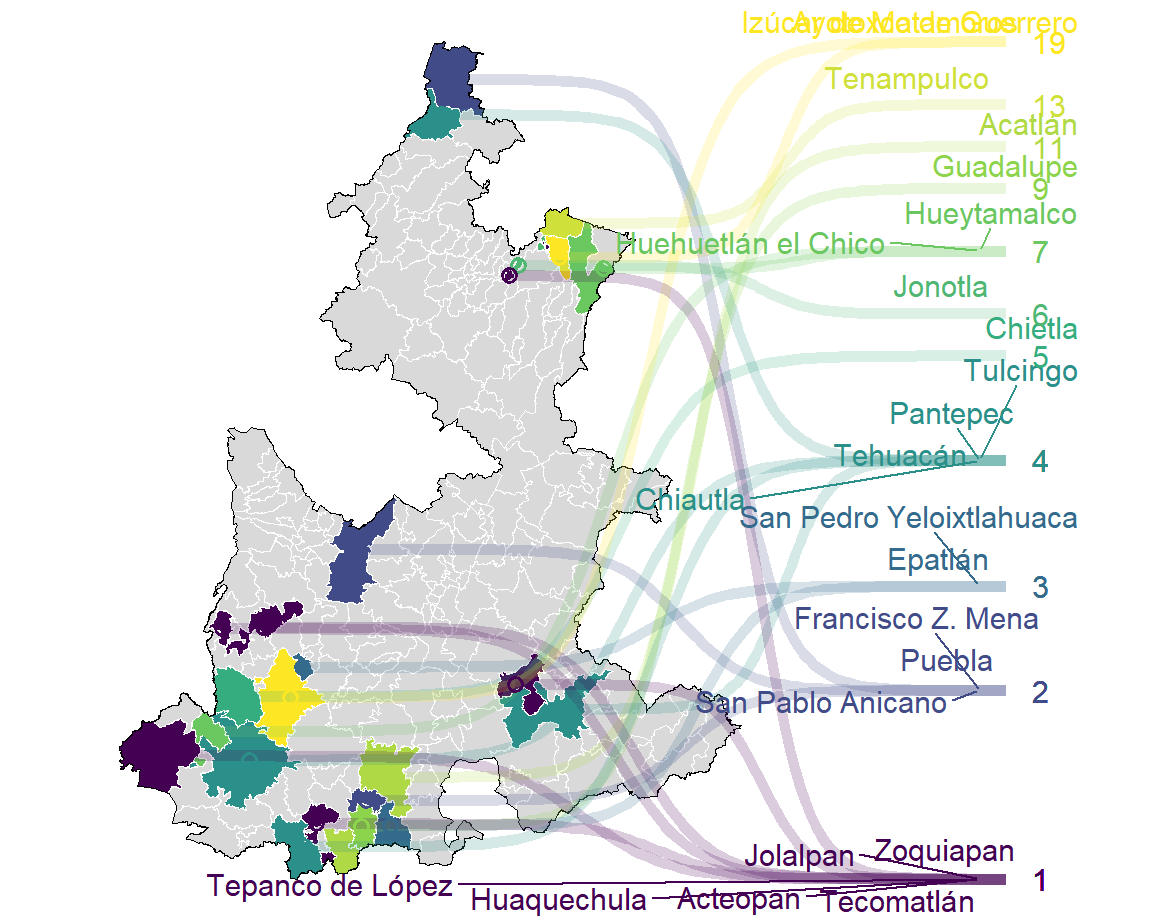 Izúcar de Matamoros
Ayotoxco de Guerrero
19
Tenampulco
13
Acatlán
11
Guadalupe
9
Hueytamalco
Huehuetlán el Chico
7
Jonotla
6
Chietla
5
Tulcingo
Pantepec
Tehuacán
4
Chiautla
San Pedro Yeloixtlahuaca
Epatlán
3
Francisco Z. Mena
Puebla
2
San Pablo Anicano
Jolalpan
Zoquiapan
1
Tepanco de López
Huaquechula
Acteopan
Tecomatlán